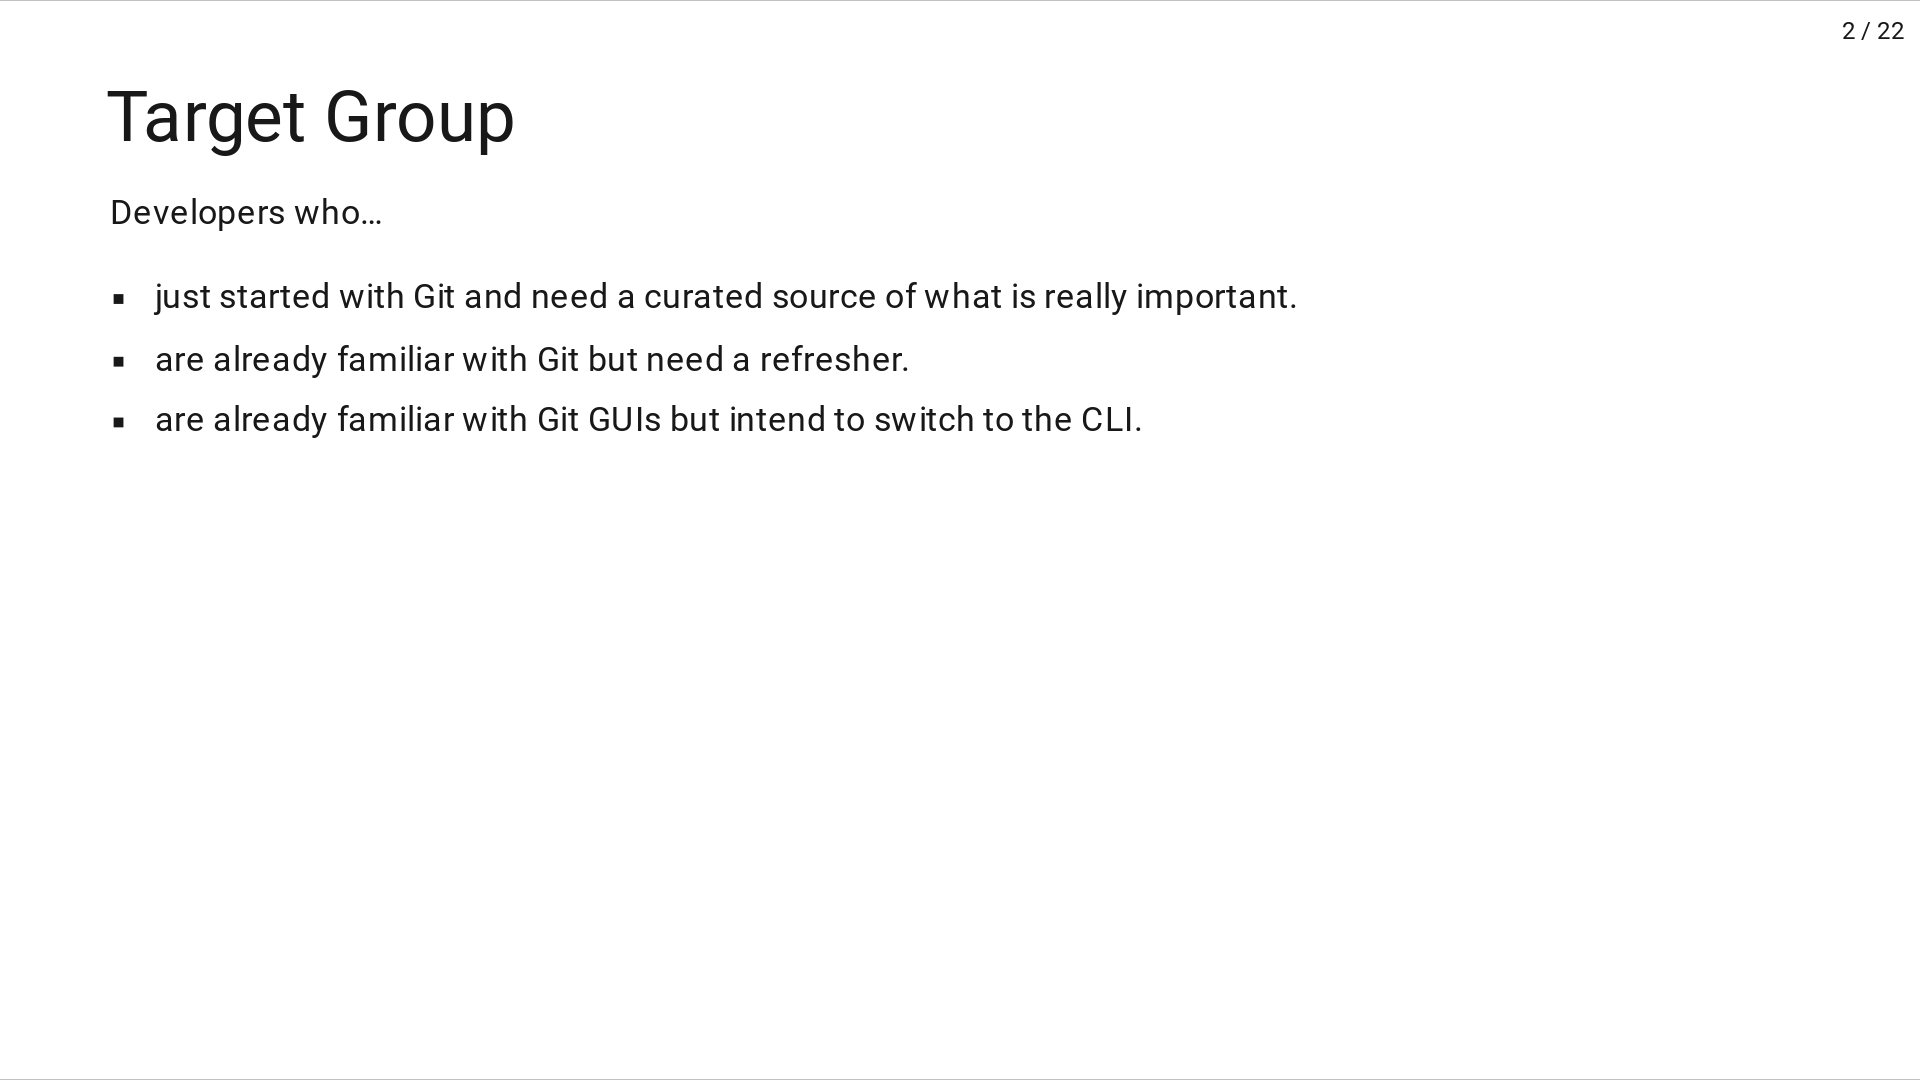 2 / 22
Target Group
Developers who…
▪ just started with Git and need a curated source of what is really important.
▪ are already familiar with Git but need a refresher.
▪ are already familiar with Git GUIs but intend to switch to the CLI.